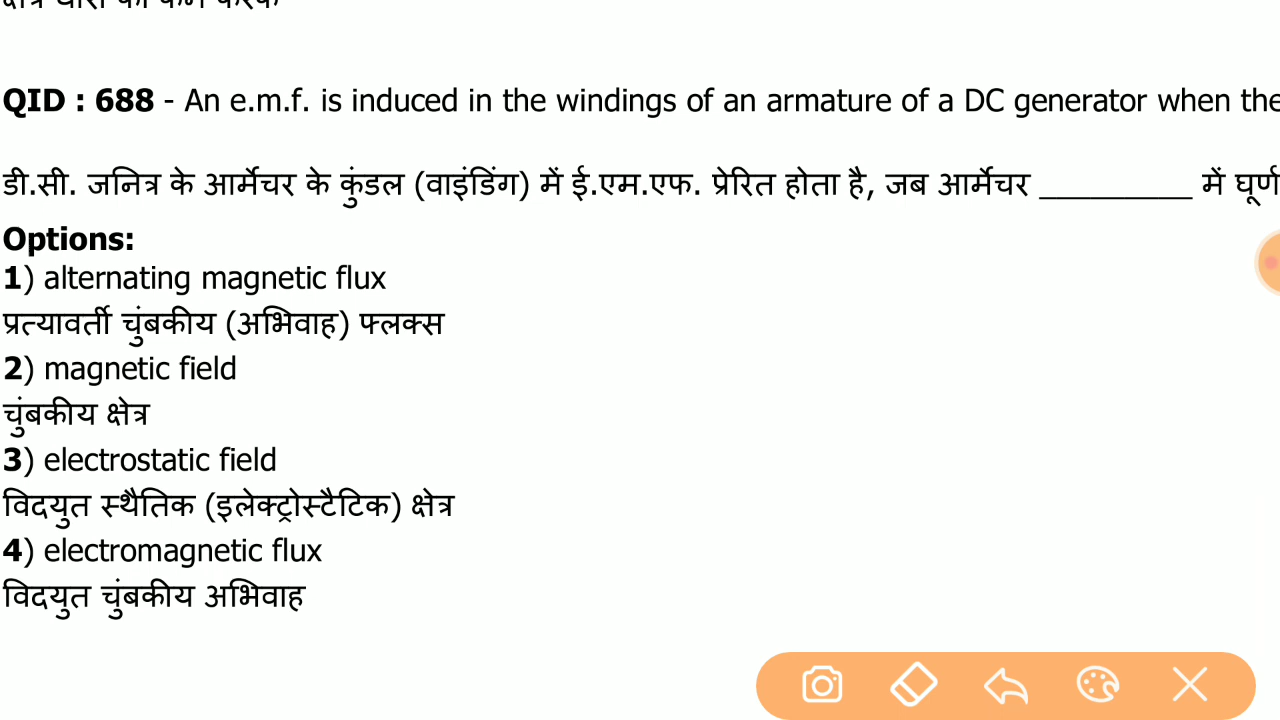 QID : 688 - An e.m.f. is induced in the windings of an armature of a DC generator when the
डी.सी. जनित्र के आर्मेचर के कुंडल (वाइंडिंग) में ई.एम.एफ. प्रेरित होता है, जब आर्मेचर _________ में घूर्ण
Options:
1) alternating magnetic flux
प्रत्यावर्ती चुंबकीय (अभिवाह) फ्लक्स
2) magnetic field
चुंबकीय क्षेत्र
3) electrostatic field
विदयुत स्थैतिक (इलेक्ट्रोस्टैटिक) क्षेत्र
4) electromagnetic flux
विदयुत चुंबकीय अभिवाह